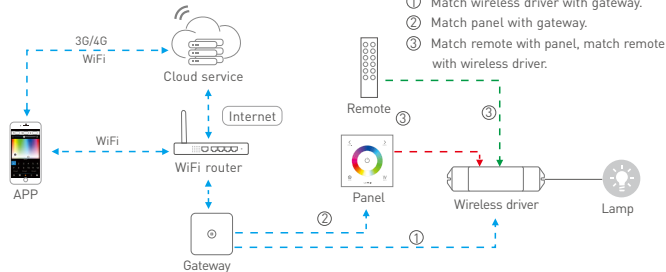 ① Match wireless driver with gateway.
② Match panel with gateway.
③ Match remote with panel, match remote
with wireless driver.
3G/4G
WiFi
Cloud service
Internet
Remote
③
③
WiFi
APP
WiFi router
Panel
Wireless driver
Lamp
②
①
Gateway